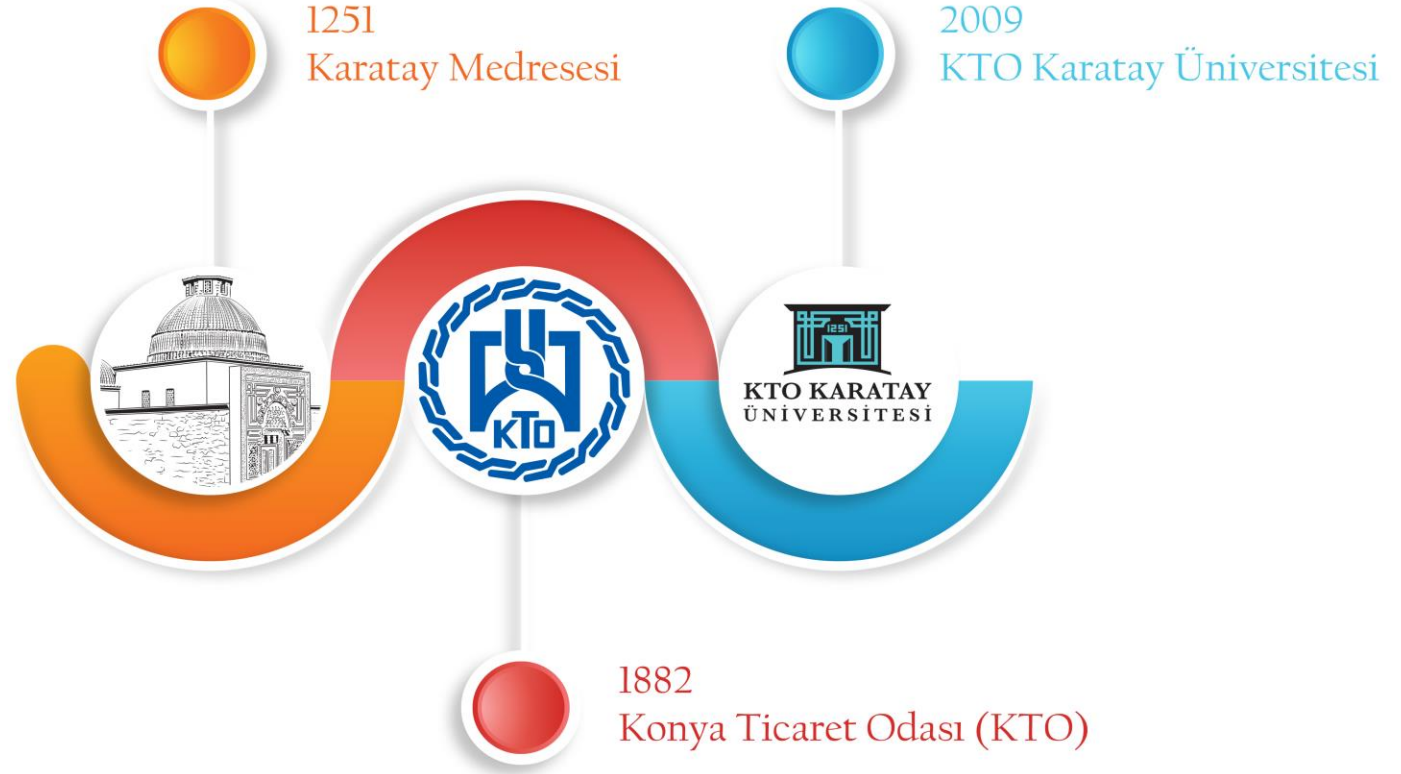 1251
Karatay Medresesi
2009
KTO Karatay Üniversitesi
KTO
1251
KTO KARATAY
ÜNİVERSİTESİ
1882
Konya Ticaret Odası (KTO)